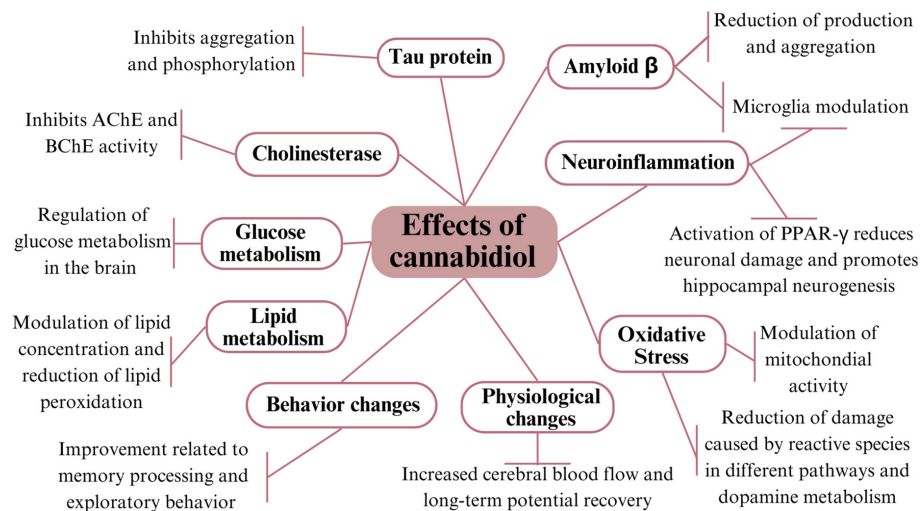 Effects of
cannabidiol
Tau protein
Inhibits aggregation
and phosphorylation
Cholinesterase
Inhibits AChE and
BChE activity
Glucose
metabolism
Regulation of
glucose metabolism
in the brain
Lipid
metabolism
Modulation of lipid
concentration and
reduction of lipid
peroxidation
Behavior changes
Improvement related to
memory processing and
exploratory behavior
Physiological
changes
Increased cerebral blood flow and
long-term potential recovery
Oxidative
Stress
Modulation of
mitochondial
activity
Reduction of damage
caused by reactive species
in different pathways and
dopamine metabolism
Neuroinflammation
Activation of PPAR-γ reduces
neuronal damage and promotes
hippocampal neurogenesis
Microglia modulation
Amyloid β
Reduction of production
and aggregation